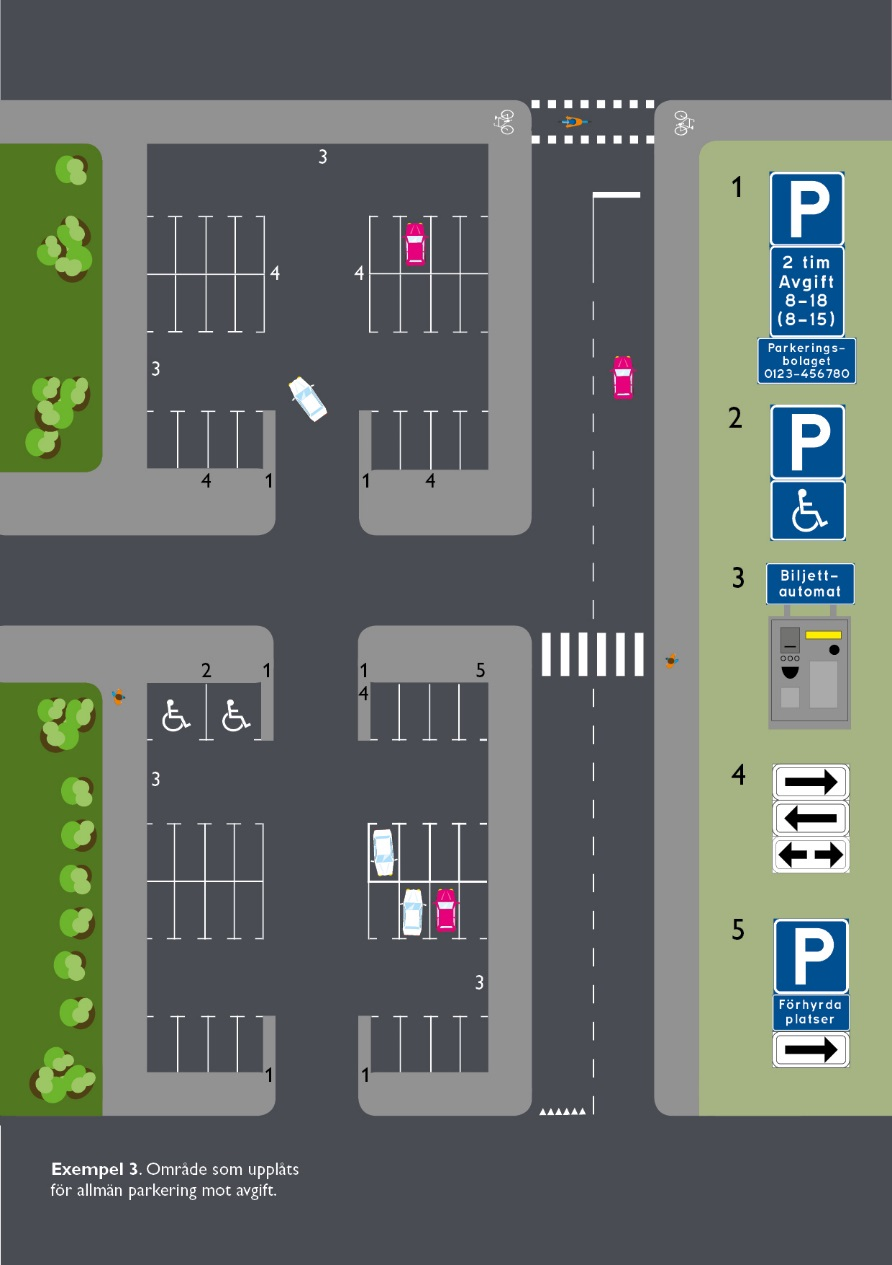 3
4
4
3
4
1
1
4
2
1
1
5
4
3
3
1
1
1
P
2 tim
Avgift
8-18
(8-15)
Parkerings-
bolaget
0123-456780
2
P
3
Biljett-
automat
4
5
P
Förhyrda
platser
Exempel 3. Område som upplåts
för allmän parkering mot avgift.